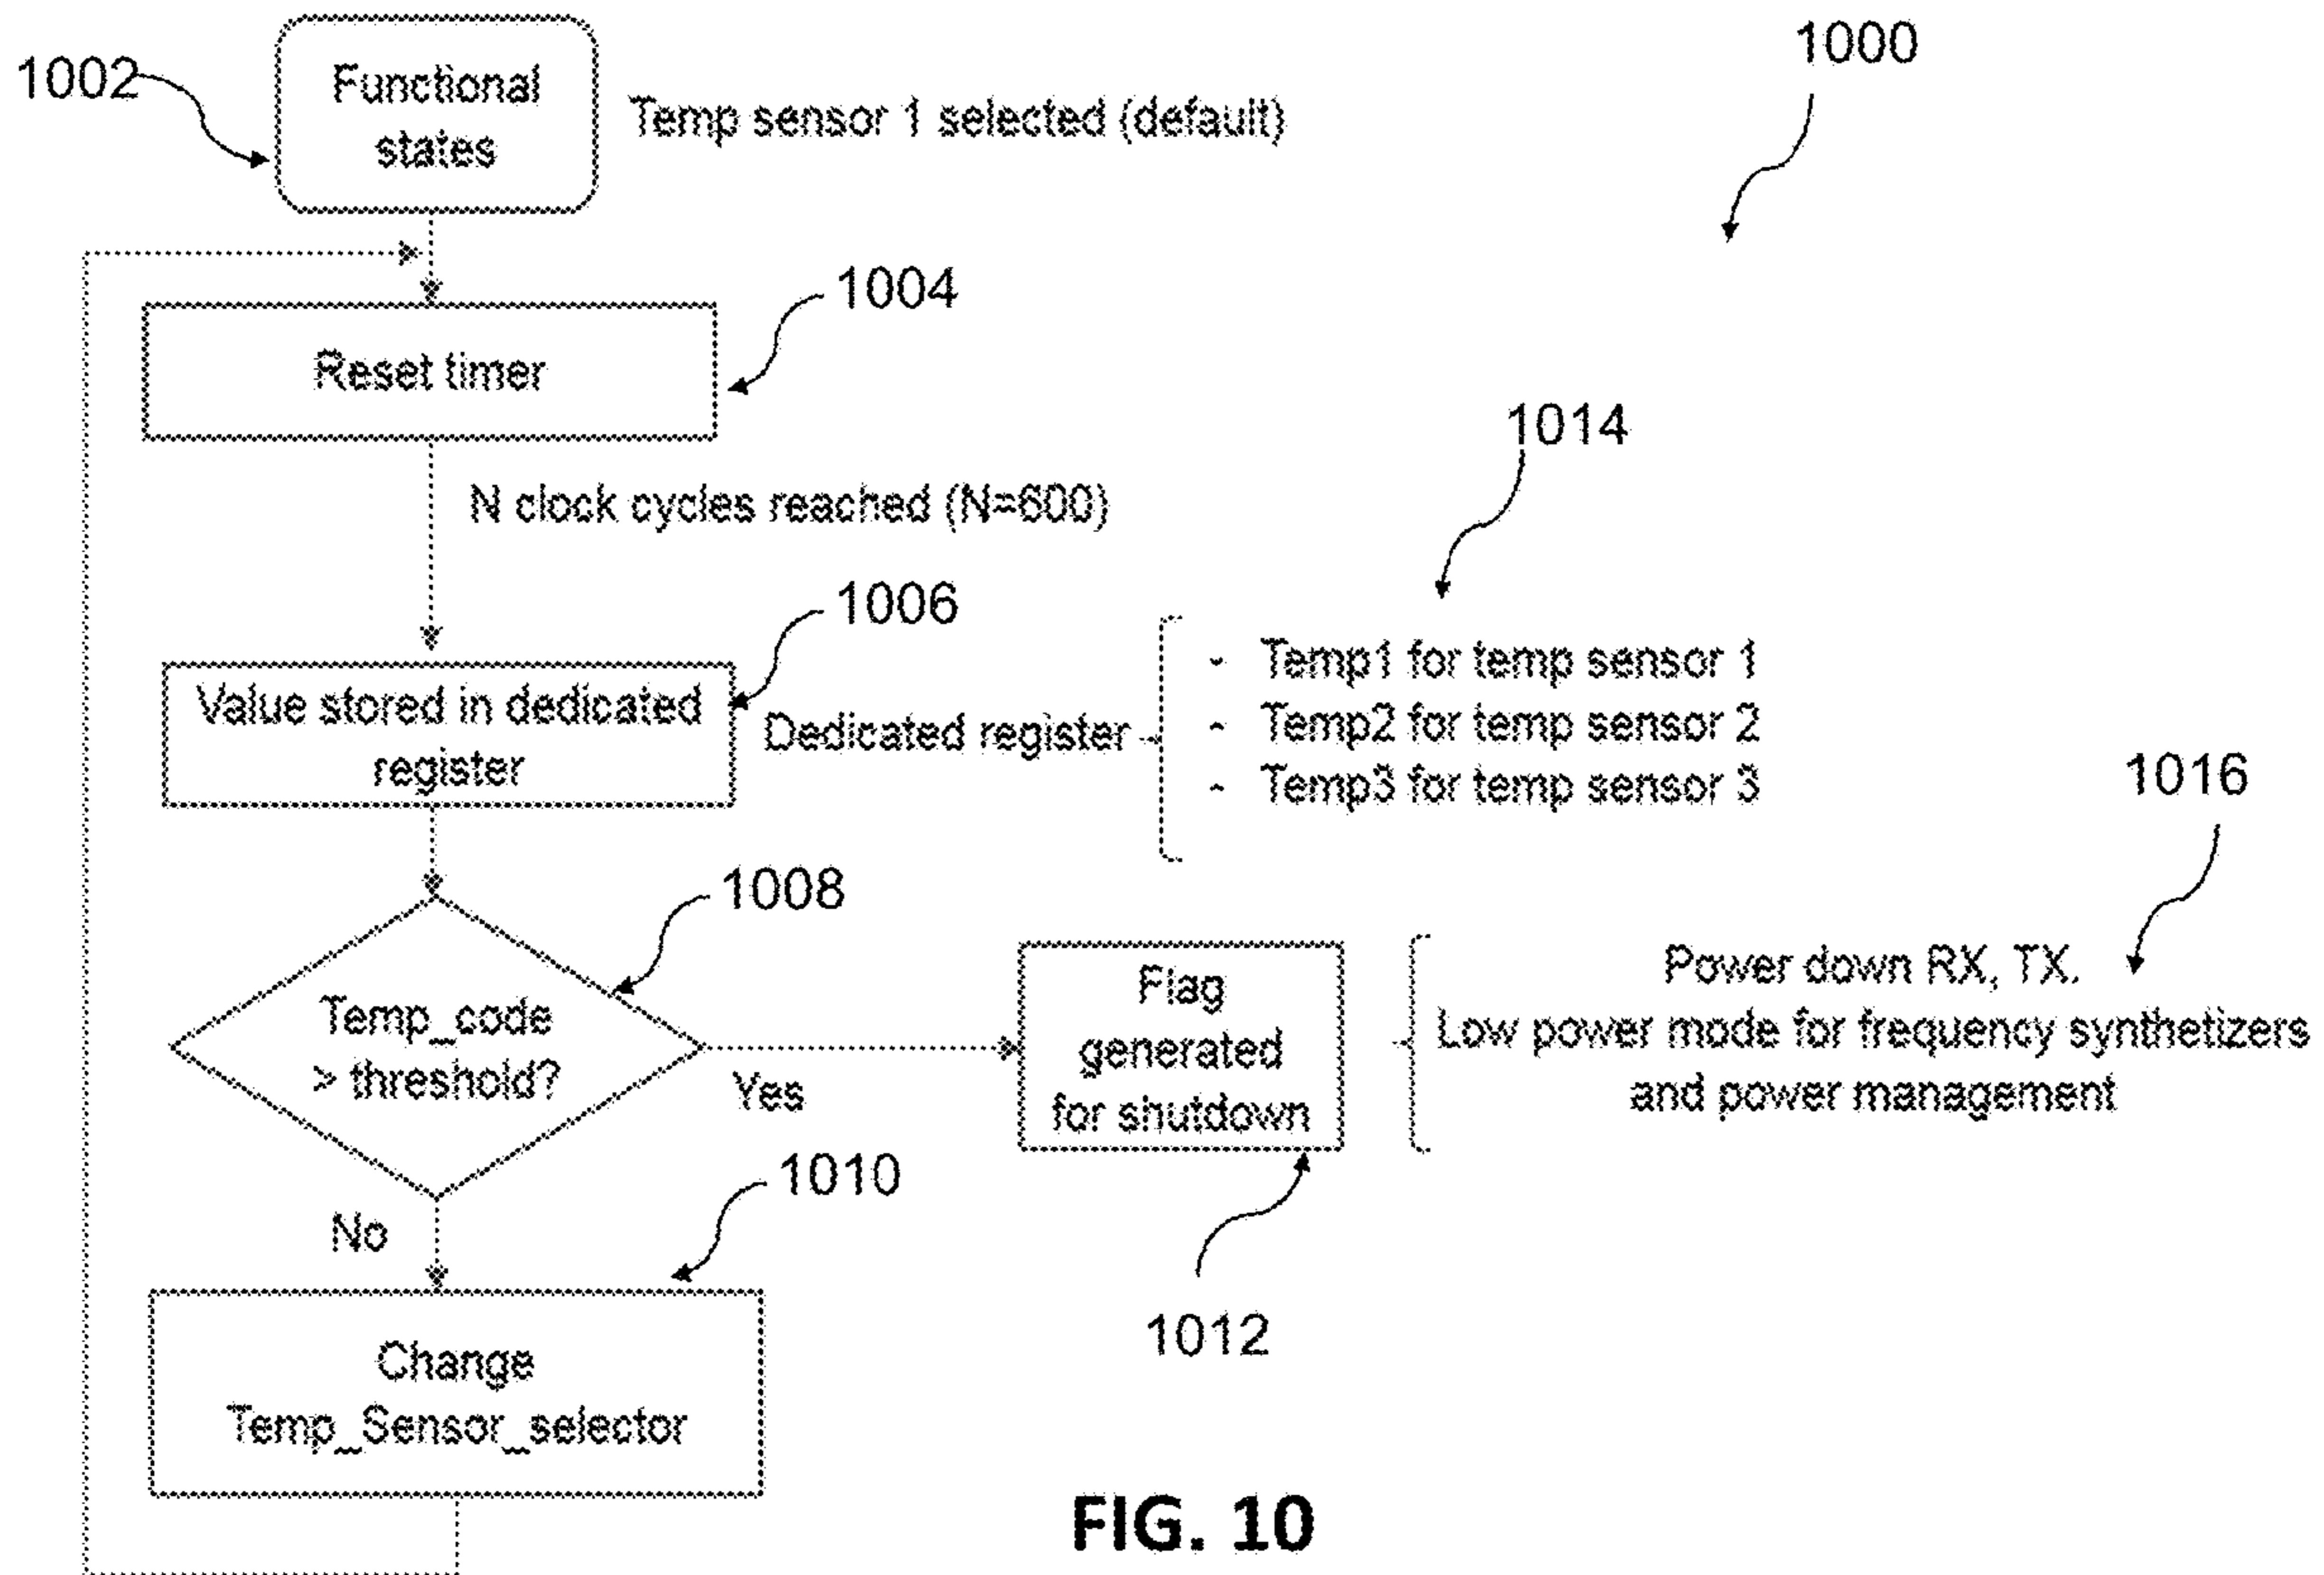 1002
Functional
states
Temp sensor 1 selected (default)
1000
1004
Reset timer
1014
N clock cycles reached (N=600)
1006
Value stored in dedicated
register
Dedicated register
- Temp1 for temp sensor 1
- Temp2 for temp sensor 2
- Temp3 for temp sensor 3
1016
1008
Temp_code
> threshold?
Yes
Flag
generated
for shutdown
Power down RX, TX.
Low power mode for frequency synthetizers
and power management
1010
No
1012
Change
Temp_Sensor_selector
FIG. 10